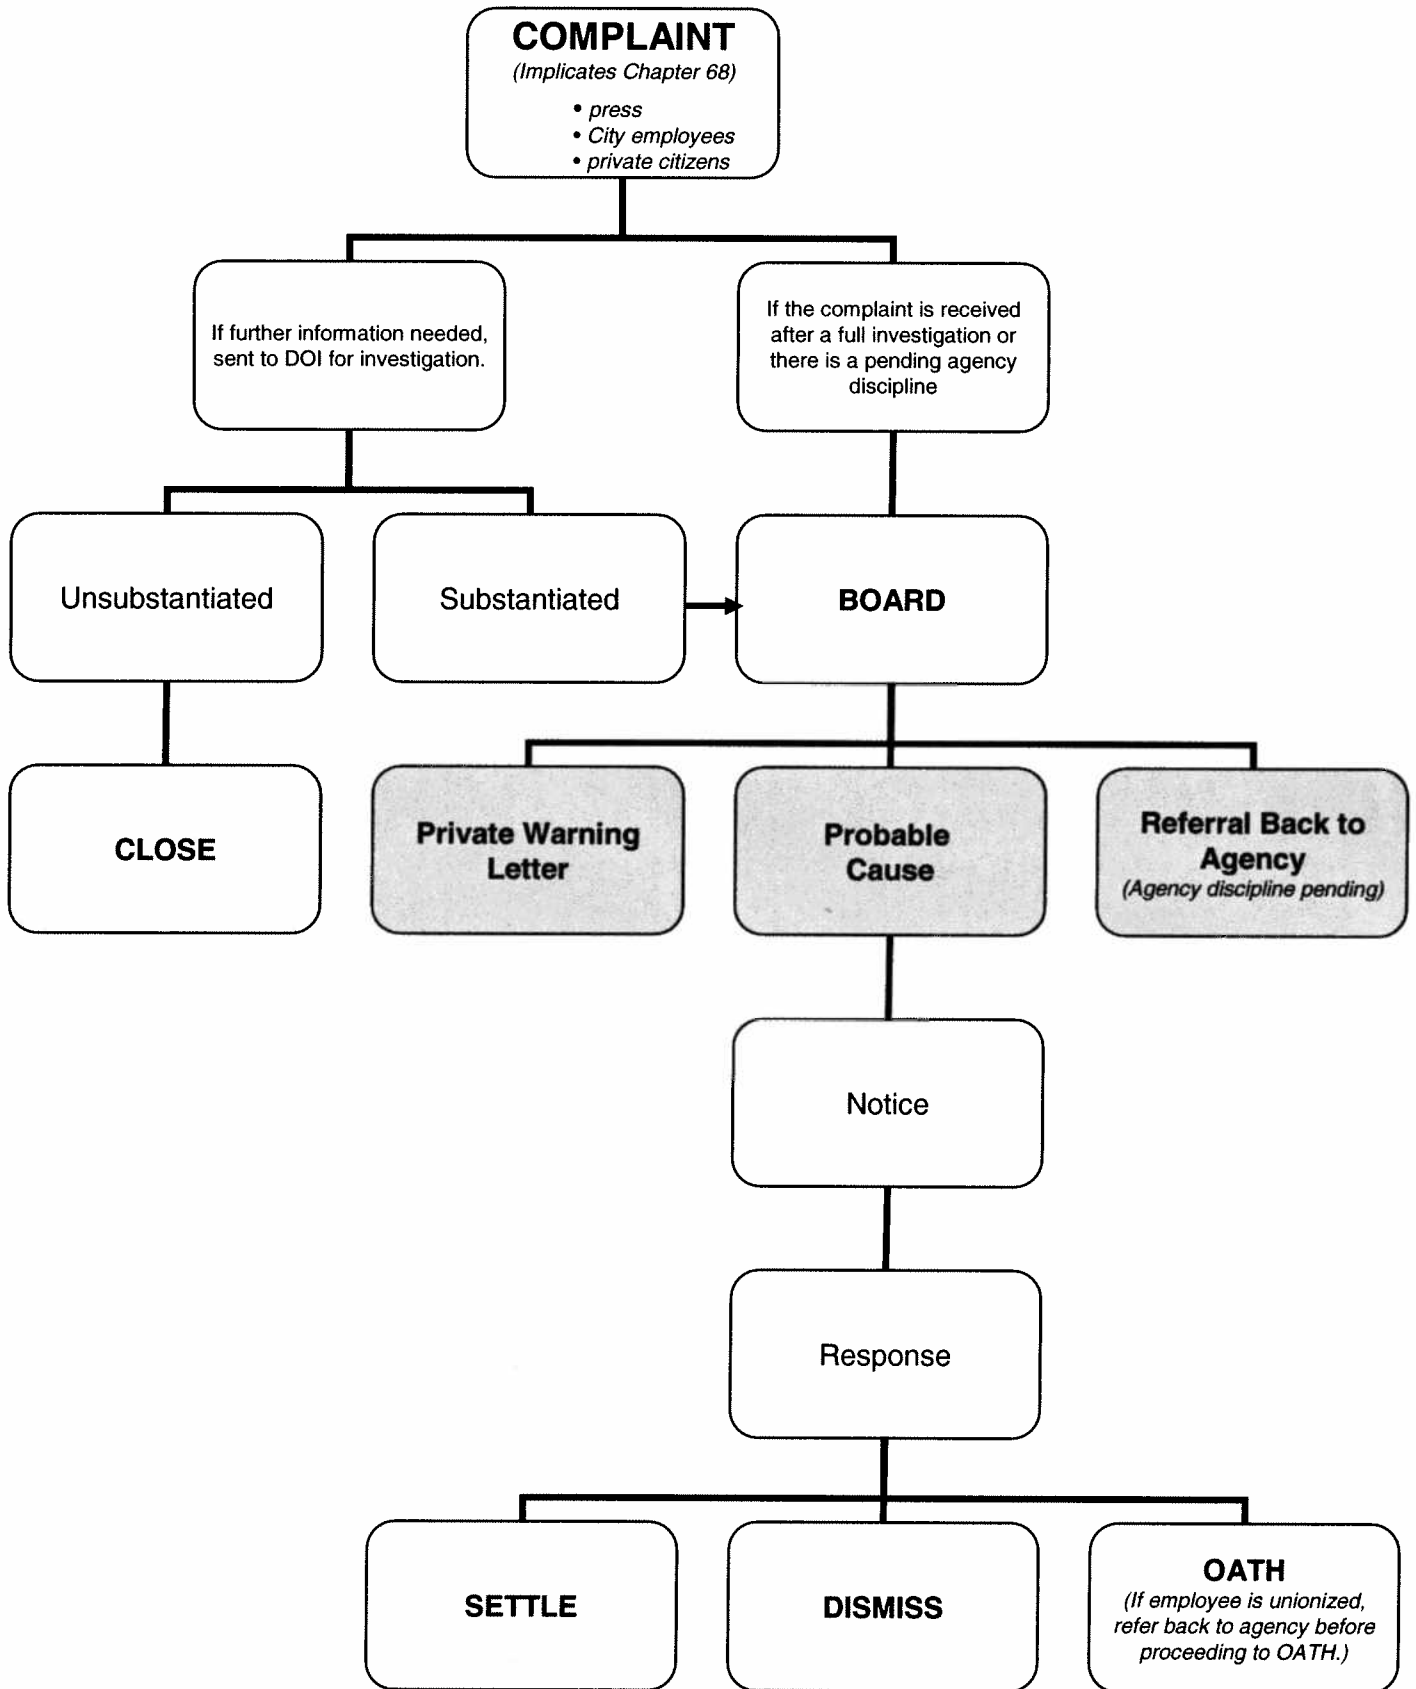 COMPLAINT
(Implicates Chapter 68)
• press
• City employees
• private citizens
If further information needed,
sent to DOI for investigation.
If the complaint is received
after a full investigation or
there is a pending agency
discipline
Unsubstantiated
Substantiated
BOARD
CLOSE
Private Warning
Letter
Probable
Cause
Referral Back to
Agency
(Agency discipline pending)
Notice
Response
SETTLE
DISMISS
OATH
(If employee is unionized,
refer back to agency before
proceeding to OATH.)